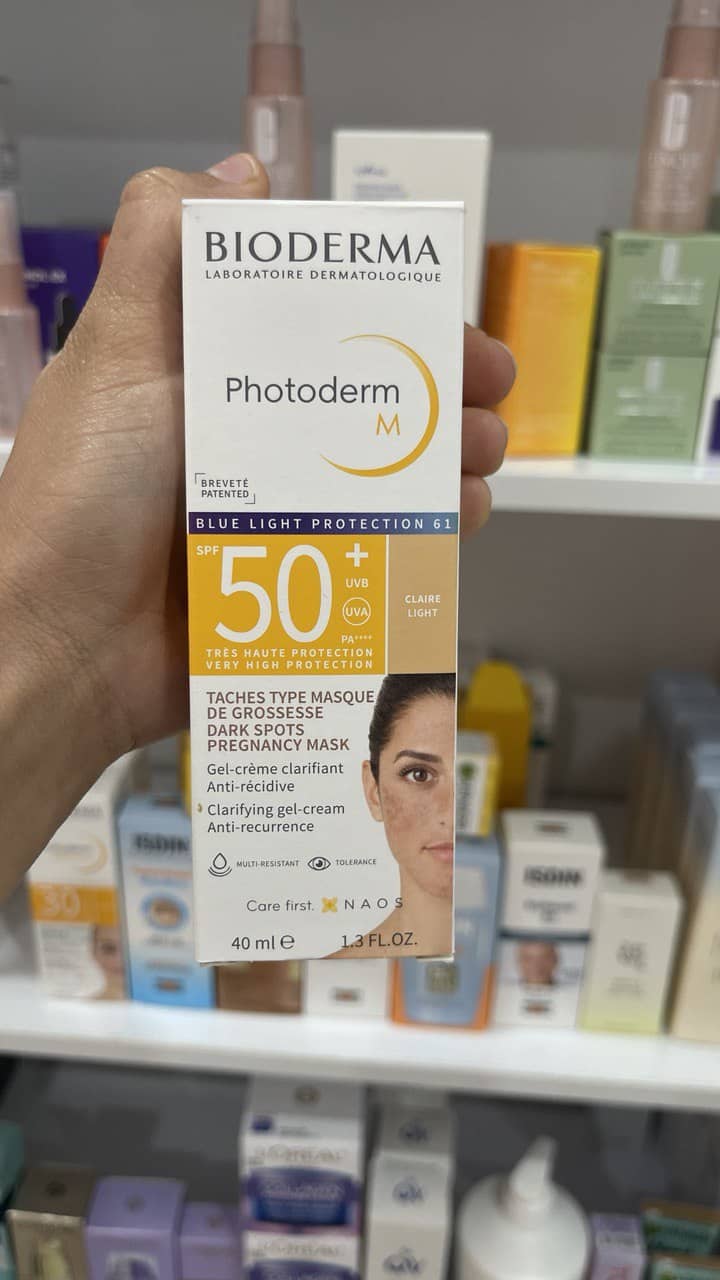 BIODERMA
LABORATOIRE DERMATOLOGIQUE
Photoderm
M
BREVETÉ
PATENTED
BLUE LIGHT PROTECTION 61
SPF 50+
UVB
UVA
PA++++
TRÈS HAUTE PROTECTION
VERY HIGH PROTECTION
CLAIRE
LIGHT
TACHES TYPE MASQUE
DE GROSSESSE
DARK SPOTS
PREGNANCY MASK
Gel-crème clarifiant
Anti-récidive
Clarifying gel-cream
Anti-recurrence
MULTI-RESISTANT
TOLERANCE
Care first. NAOS
40 ml e
1.3 FL.OZ.
30
ISDIN
ISDIN